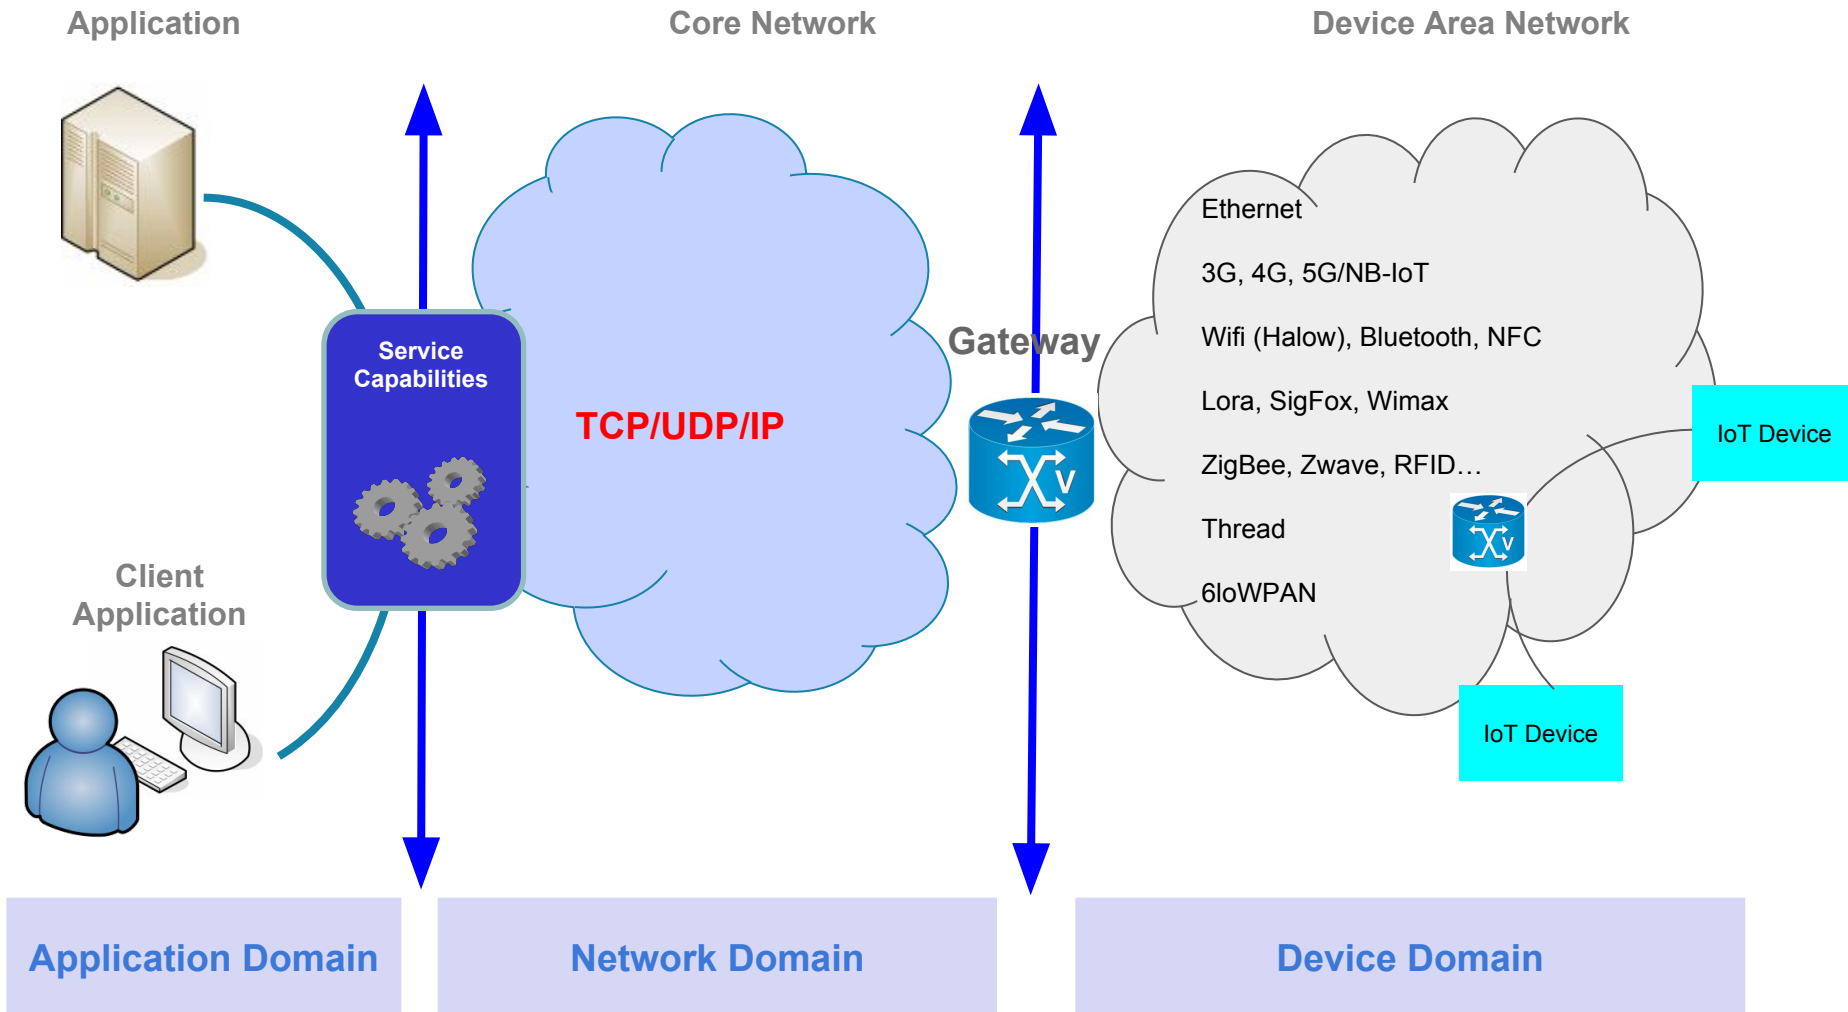 Application
Core Network
Device Area Network
Ethernet
3G, 4G, 5G/NB-IoT
Wifi (Halow), Bluetooth, NFC
Lora, SigFox, Wimax
ZigBee, Zwave, RFID…
Thread
6loWPAN
Gateway
V
V
Service
Capabilities
TCP/UDP/IP
IoT Device
IoT Device
Client
Application
Application Domain
Network Domain
Device Domain